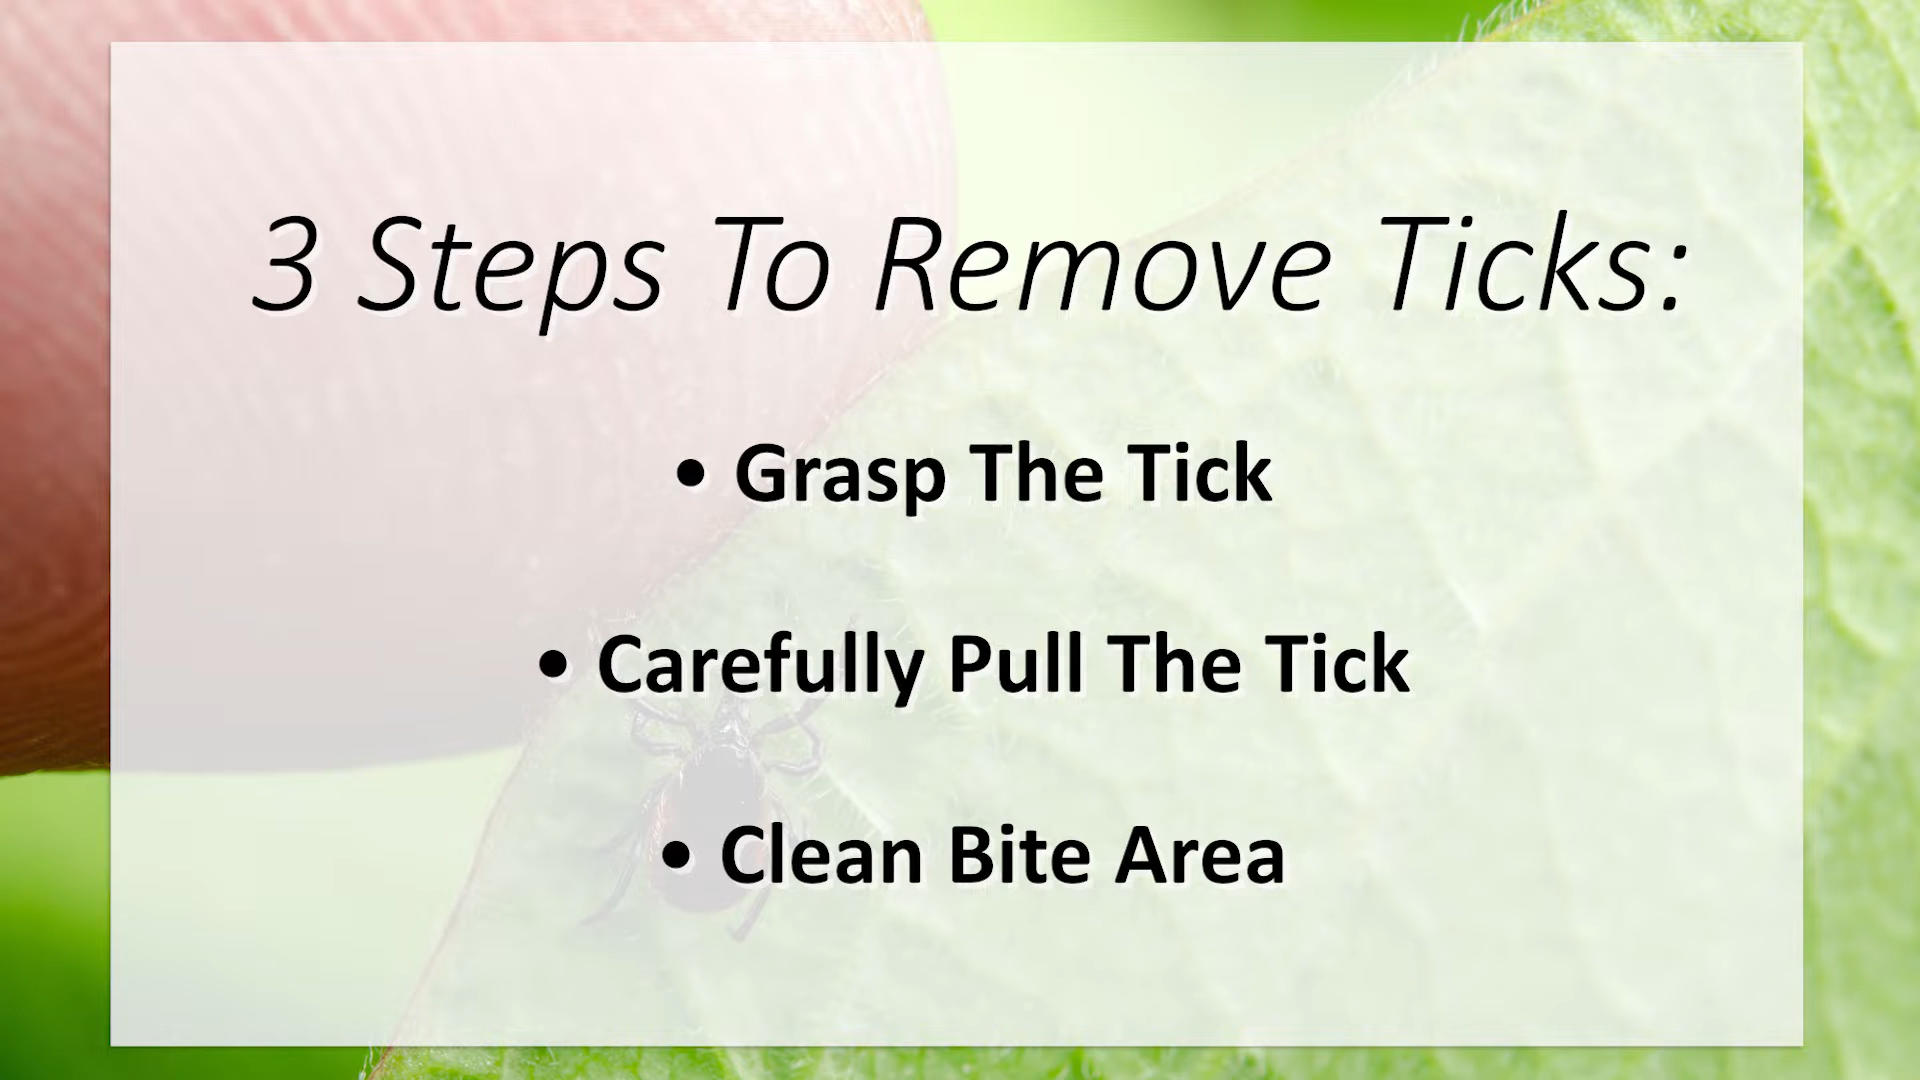 3 Steps To Remove Ticks:
• Grasp The Tick
• Carefully Pull The Tick
• Clean Bite Area